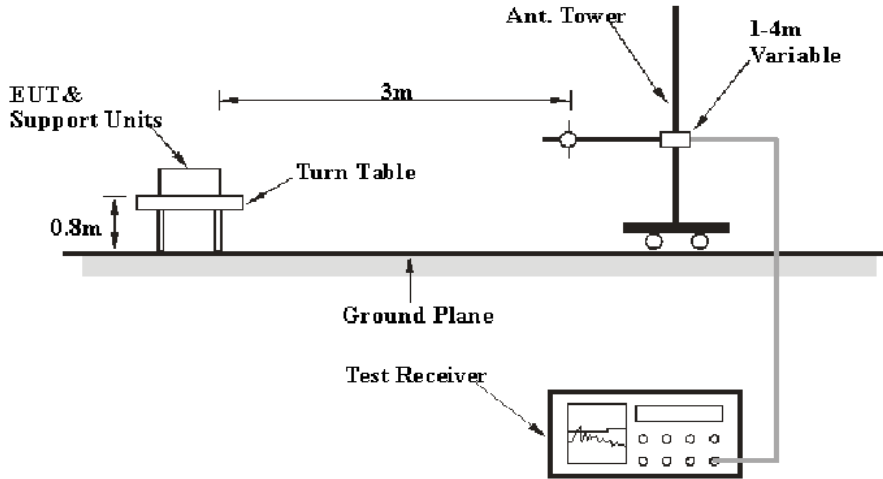 Ant. Tower
1-4m
Variable
3m
EUT&
Support Units
Turn Table
0.8m
Ground Plane
Test Receiver